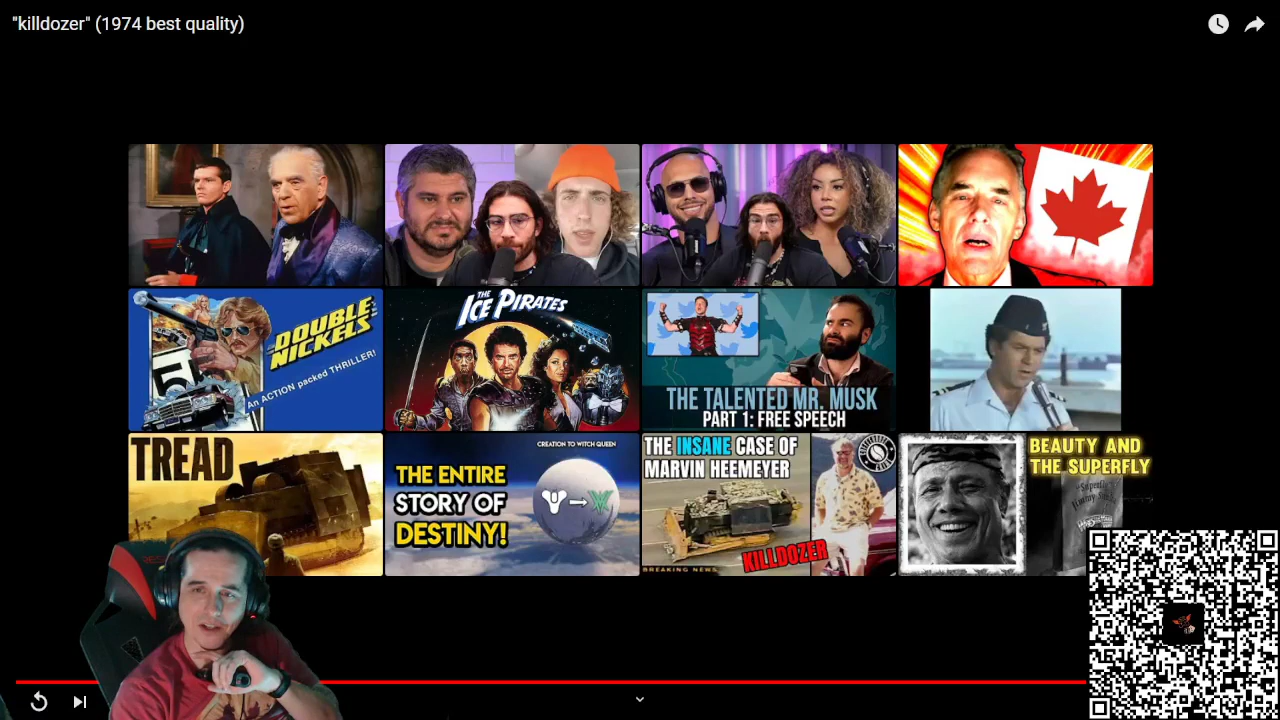 "killdozer" (1974 best quality)
DOUBLE
NICKELS
An ACTION packed THRILLER!
THE
ICE PIRATES
THE TALENTED MR. MUSK
PART 1: FREE SPEECH
TREAD
CREATION TO WITCH QUEEN
THE ENTIRE
STORY OF
DESTINY!
THE INSANE CASE OF
MARVIN HEEMEYER
KILLDOZER
BREAKING NEWS
BEAUTY AND
THE SUPERFLY